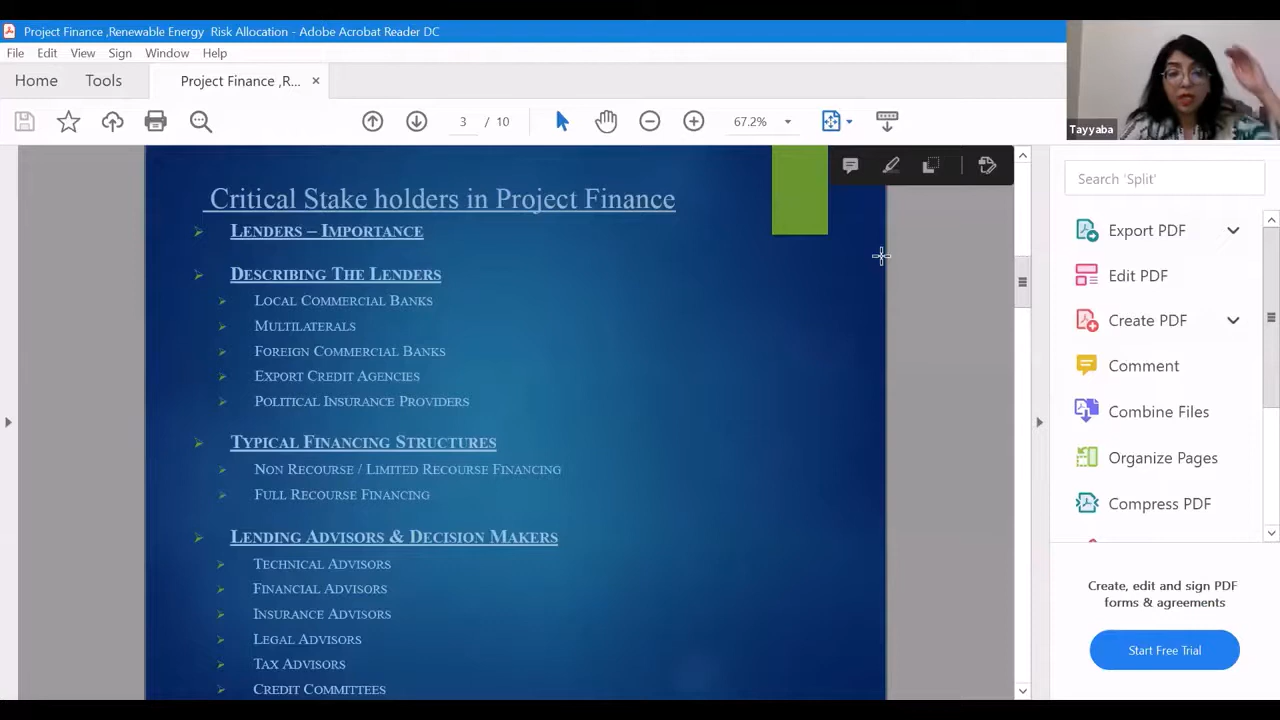 Project Finance ,Renewable Energy Risk Allocation - Adobe Acrobat Reader DC
File Edit View Sign Window Help
Home Tools Project Finance ,R... ×
3 / 10 67.2%
Tayyaba
Critical Stake holders in Project Finance
LENDERS – IMPORTANCE
DESCRIBING THE LENDERS
LOCAL COMMERCIAL BANKS
MULTILATERALS
FOREIGN COMMERCIAL BANKS
EXPORT CREDIT AGENCIES
POLITICAL INSURANCE PROVIDERS
TYPICAL FINANCING STRUCTURES
NON RECOURSE / LIMITED RECOURSE FINANCING
FULL RECOURSE FINANCING
LENDING ADVISORS & DECISION MAKERS
TECHNICAL ADVISORS
FINANCIAL ADVISORS
INSURANCE ADVISORS
LEGAL ADVISORS
TAX ADVISORS
CREDIT COMMITTEES
Search 'Split'
Export PDF
Edit PDF
Create PDF
Comment
Combine Files
Organize Pages
Compress PDF
Create, edit and sign PDF
forms & agreements
Start Free Trial